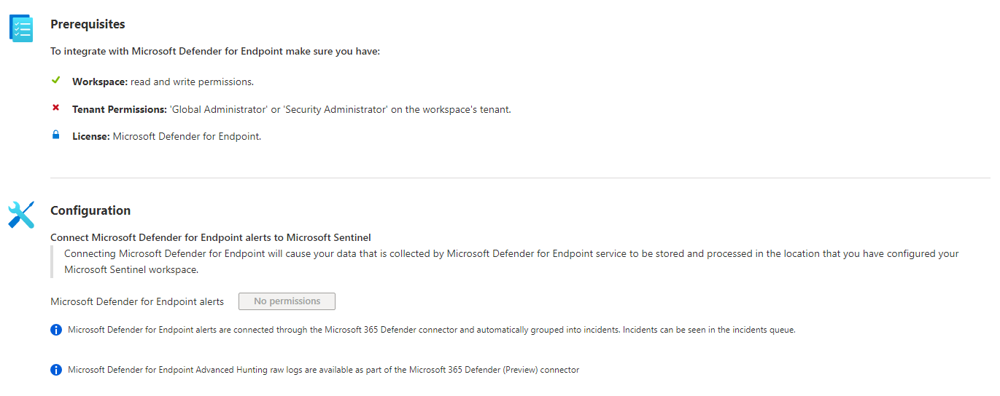 Prerequisites
To integrate with Microsoft Defender for Endpoint make sure you have:
Workspace: read and write permissions.
Tenant Permissions: 'Global Administrator' or 'Security Administrator' on the workspace's tenant.
License: Microsoft Defender for Endpoint.
Configuration
Connect Microsoft Defender for Endpoint alerts to Microsoft Sentinel
Connecting Microsoft Defender for Endpoint will cause your data that is collected by Microsoft Defender for Endpoint service to be stored and processed in the location that you have configured your
Microsoft Sentinel workspace.
Microsoft Defender for Endpoint alerts No permissions
Microsoft Defender for Endpoint alerts are connected through the Microsoft 365 Defender connector and automatically grouped into incidents. Incidents can be seen in the incidents queue.
Microsoft Defender for Endpoint Advanced Hunting raw logs are available as part of the Microsoft 365 Defender (Preview) connector